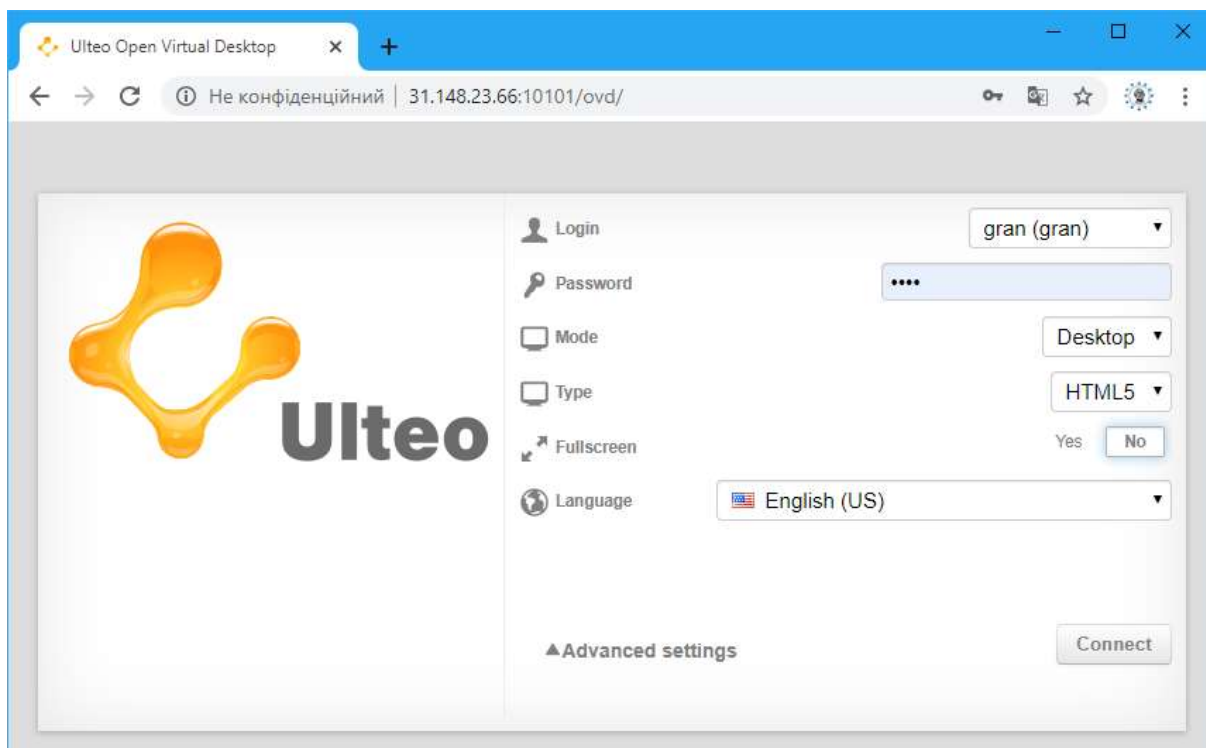 Ulteo Open Virtual Desktop
Не конфіденційний | 31.148.23.66:10101/ovd/
Login
gran (gran)
Password
••••
Mode
Desktop
Type
HTML5
Fullscreen
Yes No
Language
English (US)
Ulteo
Advanced settings
Connect